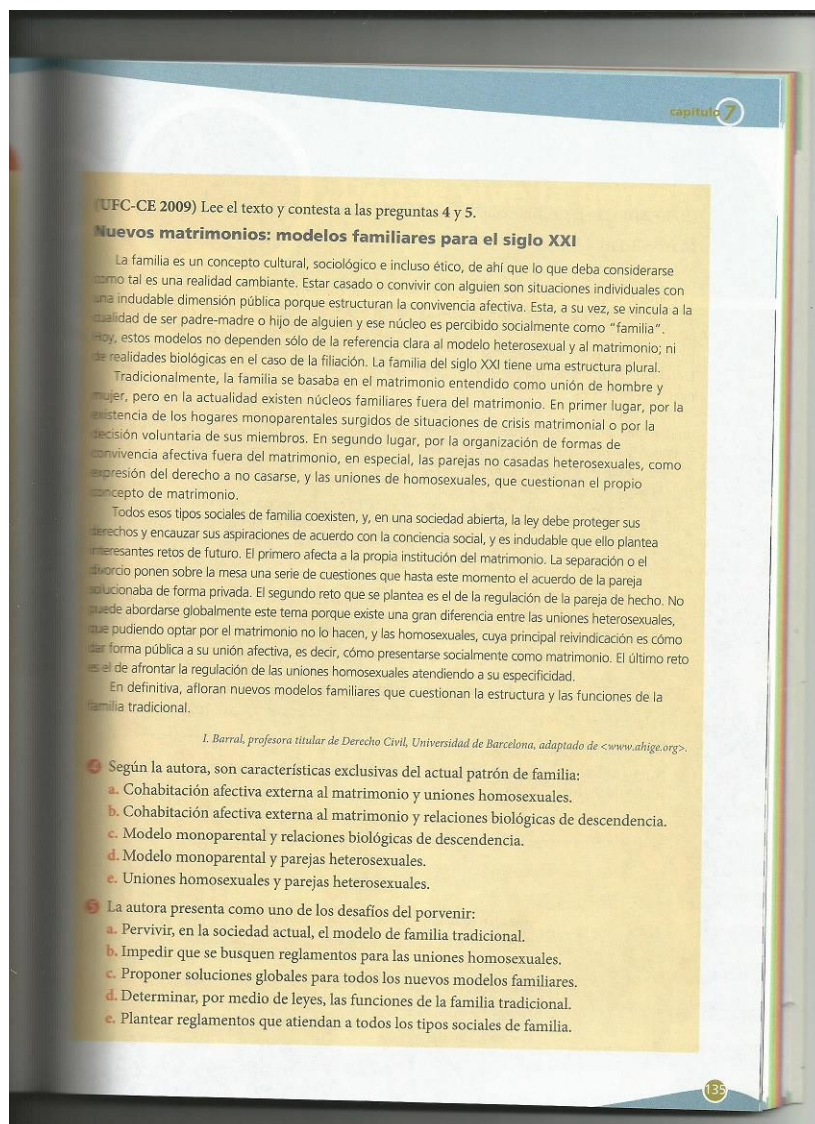 capítulo 7
(UFC-CE 2009) Lee el texto y contesta a las preguntas 4 y 5.
Nuevos matrimonios: modelos familiares para el siglo XXI
La familia es un concepto cultural, sociológico e incluso ético, de ahí que lo que deba considerarse
como tal es una realidad cambiante. Estar casado o convivir con alguien son situaciones individuales con
una indudable dimensión pública porque estructuran la convivencia afectiva. Esta, a su vez, se vincula a la
cualidad de ser padre-madre o hijo de alguien y ese núcleo es percibido socialmente como “familia”.
Hoy, estos modelos no dependen sólo de la referencia clara al modelo heterosexual y al matrimonio; ni
de realidades biológicas en el caso de la filiación. La familia del siglo XXI tiene uma estructura plural.
Tradicionalmente, la familia se basaba en el matrimonio entendido como unión de hombre y
mujer, pero en la actualidad existen núcleos familiares fuera del matrimonio. En primer lugar, por la
existencia de los hogares monoparentales surgidos de situaciones de crisis matrimonial o por la
decisión voluntaria de sus miembros. En segundo lugar, por la organización de formas de
convivencia afectiva fuera del matrimonio, en especial, las parejas no casadas heterosexuales, como
expresión del derecho a no casarse, y las uniones de homosexuales, que cuestionan el propio
concepto de matrimonio.
Todos esos tipos sociales de familia coexisten, y, en una sociedad abierta, la ley debe proteger sus
derechos y encauzar sus aspiraciones de acuerdo con la conciencia social, y es indudable que ello plantea
interesantes retos de futuro. El primero afecta a la propia institución del matrimonio. La separación o el
divorcio ponen sobre la mesa una serie de cuestiones que hasta este momento el acuerdo de la pareja
solucionaba de forma privada. El segundo reto que se plantea es el de la regulación de la pareja de hecho. No
puede abordarse globalmente este tema porque existe una gran diferencia entre las uniones heterosexuales,
que pudiendo optar por el matrimonio no lo hacen, y las homosexuales, cuya principal reivindicación es cómo
dar forma pública a su unión afectiva, es decir, cómo presentarse socialmente como matrimonio. El último reto
es el de afrontar la regulación de las uniones homosexuales atendiendo a su especificidad.
En definitiva, afloran nuevos modelos familiares que cuestionan la estructura y las funciones de la
familia tradicional.
I. Barral, profesora titular de Derecho Civil, Universidad de Barcelona, adaptado de <www.ahige.org>.
4 Según la autora, son características exclusivas del actual patrón de familia:
a. Cohabitación afectiva externa al matrimonio y uniones homosexuales.
b. Cohabitación afectiva externa al matrimonio y relaciones biológicas de descendencia.
c. Modelo monoparental y relaciones biológicas de descendencia.
d. Modelo monoparental y parejas heterosexuales.
e. Uniones homosexuales y parejas heterosexuales.
5 La autora presenta como uno de los desafíos del porvenir:
a. Pervivir, en la sociedad actual, el modelo de familia tradicional.
b. Impedir que se busquen reglamentos para las uniones homosexuales.
c. Proponer soluciones globales para todos los nuevos modelos familiares.
d. Determinar, por medio de leyes, las funciones de la familia tradicional.
e. Plantear reglamentos que atiendan a todos los tipos sociales de familia.
135